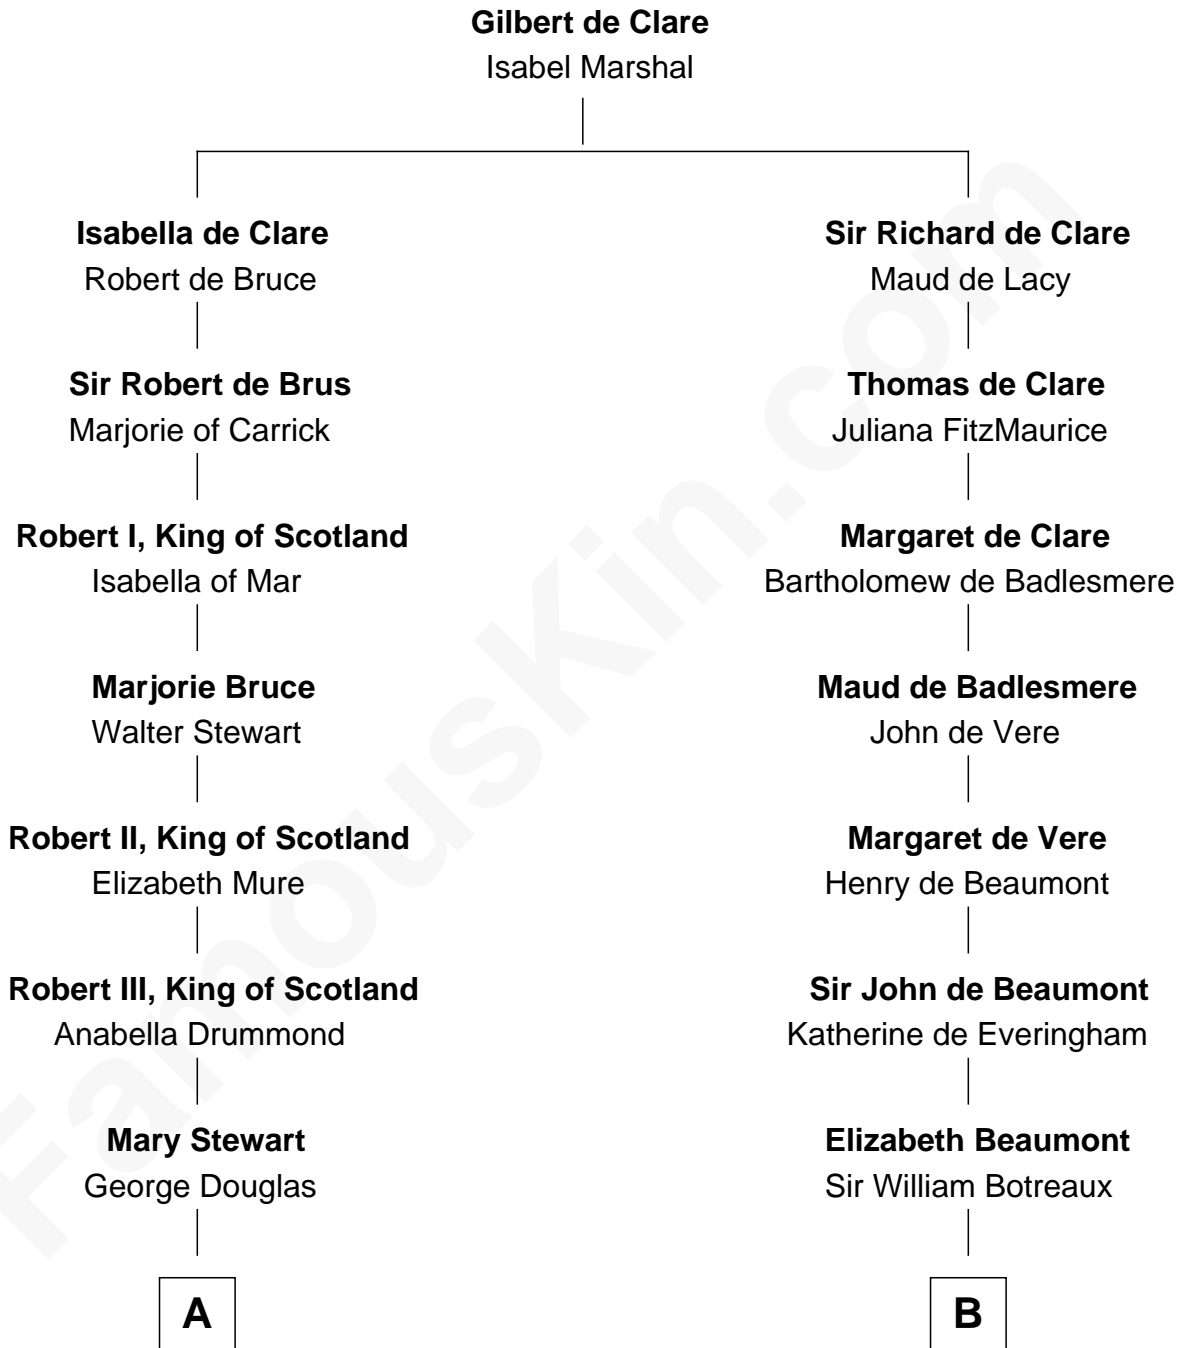 Gilbert de Clare
Isabel Marshal
Isabella de Clare
Robert de Bruce
Sir Richard de Clare
Maud de Lacy
Sir Robert de Brus
Marjorie of Carrick
Thomas de Clare
Juliana FitzMaurice
Robert I, King of Scotland
Isabella of Mar
Margaret de Clare
Bartholomew de Badlesmere
Marjorie Bruce
Walter Stewart
Maud de Badlesmere
John de Vere
Robert II, King of Scotland
Elizabeth Mure
Margaret de Vere
Henry de Beaumont
Robert III, King of Scotland
Anabella Drummond
Sir John de Beaumont
Katherine de Everingham
Mary Stewart
George Douglas
Elizabeth Beaumont
Sir William Botreaux
A
B
FamousKin.com